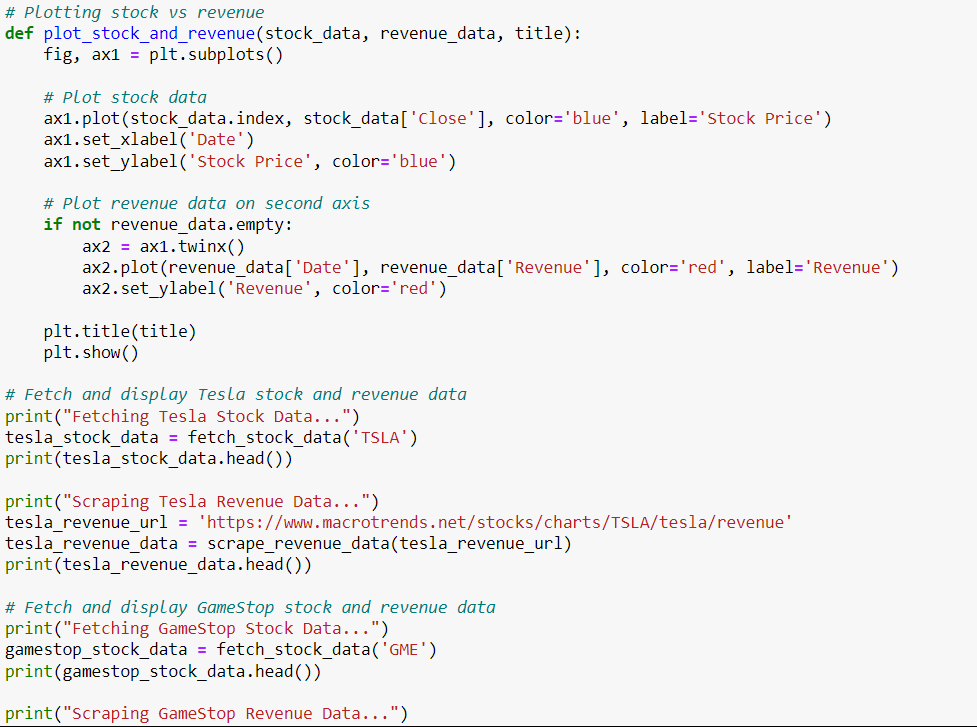 # Plotting stock vs revenue
def plot_stock_and_revenue(stock_data, revenue_data, title):
    fig, ax1 = plt.subplots()

    # Plot stock data
    ax1.plot(stock_data.index, stock_data['Close'], color='blue', label='Stock Price')
    ax1.set_xlabel('Date')
    ax1.set_ylabel('Stock Price', color='blue')

    # Plot revenue data on second axis
    if not revenue_data.empty:
        ax2 = ax1.twinx()
        ax2.plot(revenue_data['Date'], revenue_data['Revenue'], color='red', label='Revenue')
        ax2.set_ylabel('Revenue', color='red')

    plt.title(title)
    plt.show()

# Fetch and display Tesla stock and revenue data
print("Fetching Tesla Stock Data...")
tesla_stock_data = fetch_stock_data('TSLA')
print(tesla_stock_data.head())

print("Scraping Tesla Revenue Data...")
tesla_revenue_url = 'https://www.macrotrends.net/stocks/charts/TSLA/tesla/revenue'
tesla_revenue_data = scrape_revenue_data(tesla_revenue_url)
print(tesla_revenue_data.head())

# Fetch and display GameStop stock and revenue data
print("Fetching GameStop Stock Data...")
gamestop_stock_data = fetch_stock_data('GME')
print(gamestop_stock_data.head())

print("Scraping GameStop Revenue Data...")